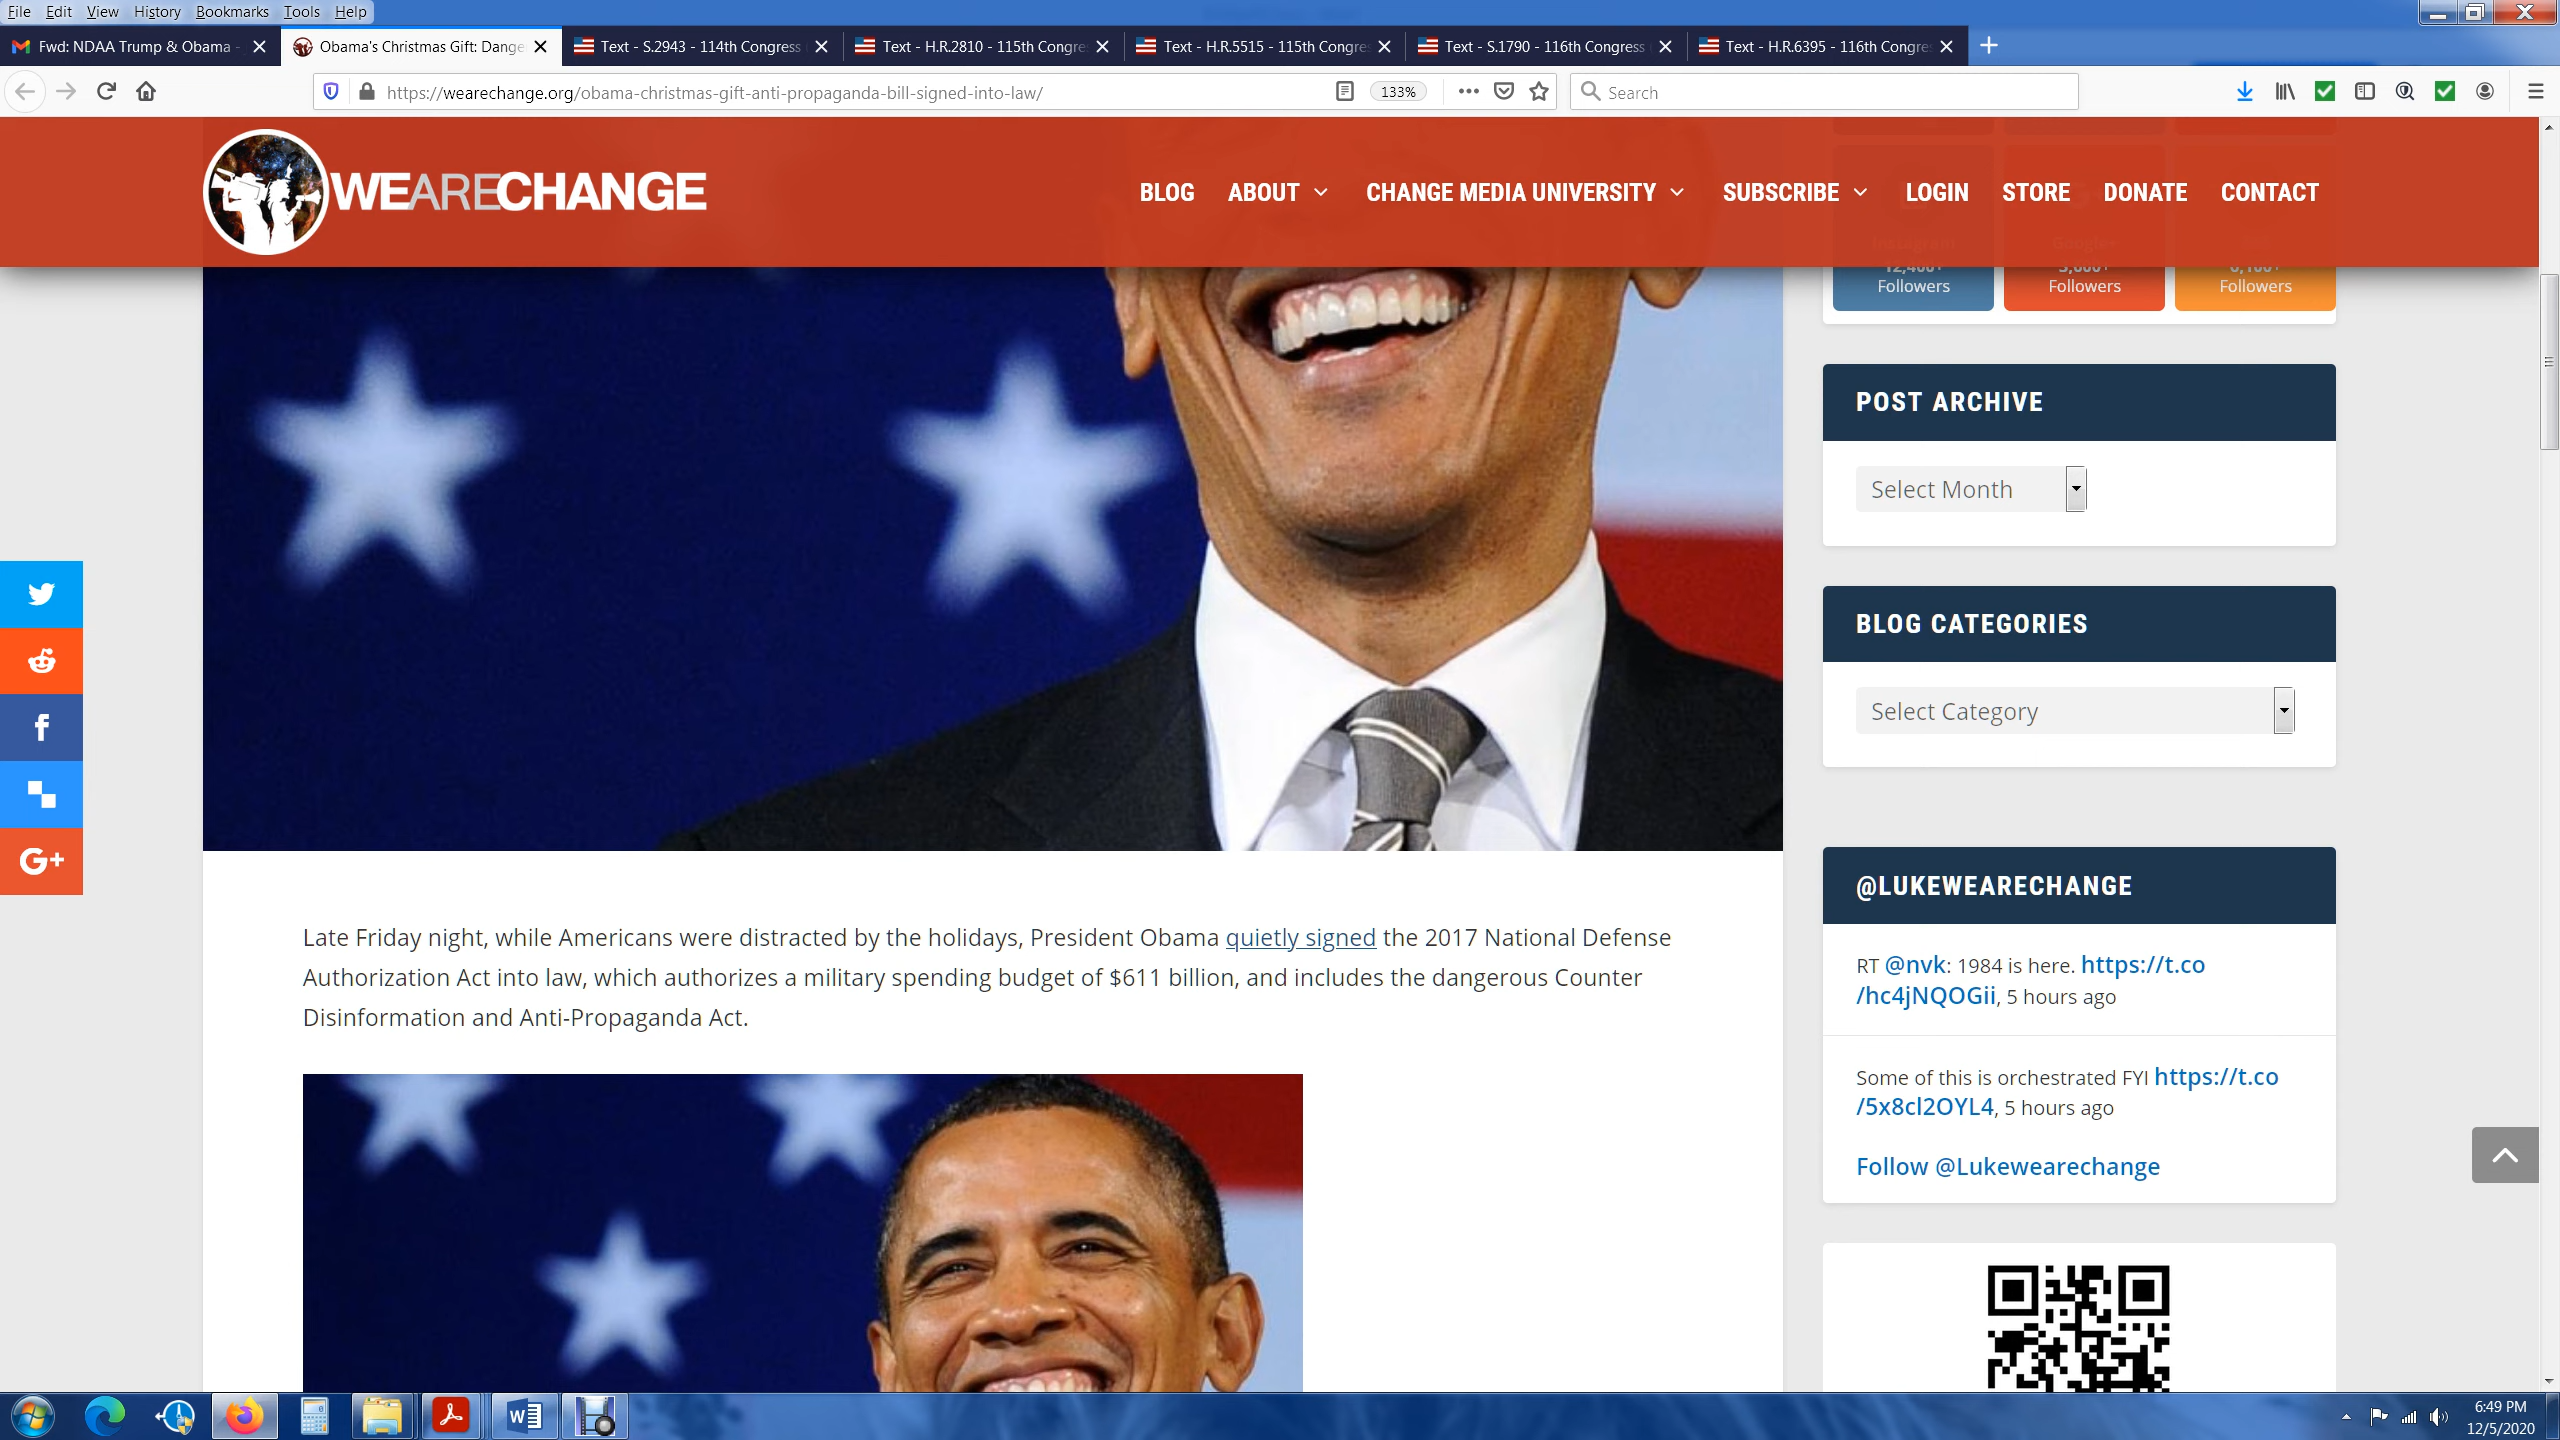 File Edit View History Bookmarks Tools Help
Fwd: NDAA Trump & Obama -
Obama's Christmas Gift: Dange
Text - S.2943 - 114th Congress
Text - H.R.2810 - 115th Congre
Text - H.R.5515 - 115th Congre
Text - S.1790 - 116th Congress
Text - H.R.6395 - 116th Congre
https://wearechange.org/obama-christmas-gift-anti-propaganda-bill-signed-into-law/
133%
Search
WEARECHANGE
BLOG ABOUT CHANGE MEDIA UNIVERSITY SUBSCRIBE LOGIN STORE DONATE CONTACT
Followers Followers Followers
POST ARCHIVE
Select Month
BLOG CATEGORIES
Select Category
@LUKEWEARECHANGE
RT @nvk: 1984 is here. https://t.co
/hc4jNQOGii, 5 hours ago
Some of this is orchestrated FYI https://t.co
/5x8cl2OYL4, 5 hours ago
Follow @Lukewearechange
Late Friday night, while Americans were distracted by the holidays, President Obama quietly signed the 2017 National Defense
Authorization Act into law, which authorizes a military spending budget of $611 billion, and includes the dangerous Counter
Disinformation and Anti-Propaganda Act.
6:49 PM
12/5/2020